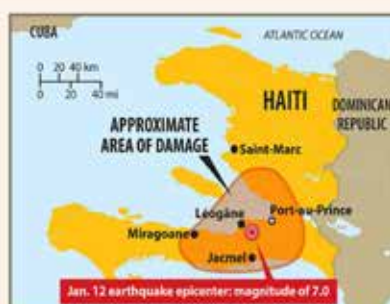 CUBA
ATLANTIC OCEAN
0 20 40 km
0 20 40 mi
HAITI
DOMINICAN
REPUBLIC
APPROXIMATE
AREA OF DAMAGE
Saint-Marc
Léogâne
Port-au-Prince
Miragoane
Jacmel
Jan. 12 earthquake epicenter: magnitude of 7.0